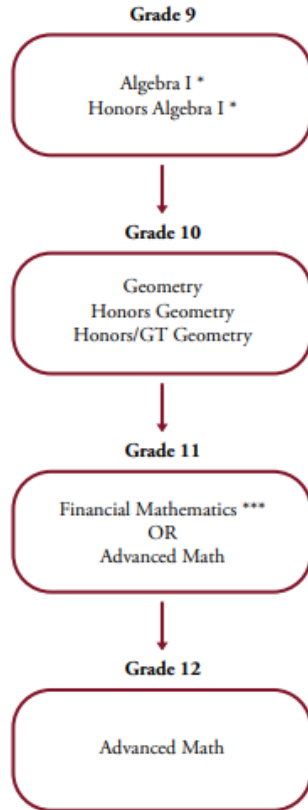 Grade 9
Algebra I *
Honors Algebra I *
Grade 10
Geometry
Honors Geometry
Honors/GT Geometry
Grade 11
Financial Mathematics ***
OR
Advanced Math
Grade 12
Advanced Math